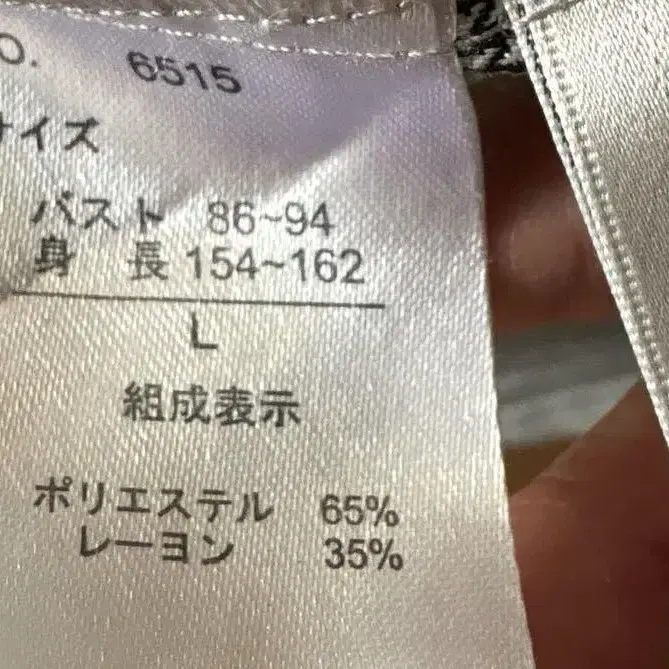 O. 6515
サイズ
バスト 86~94
身 長 154~162
L
組成表示
ポリエステル 65%
レーヨン 35%